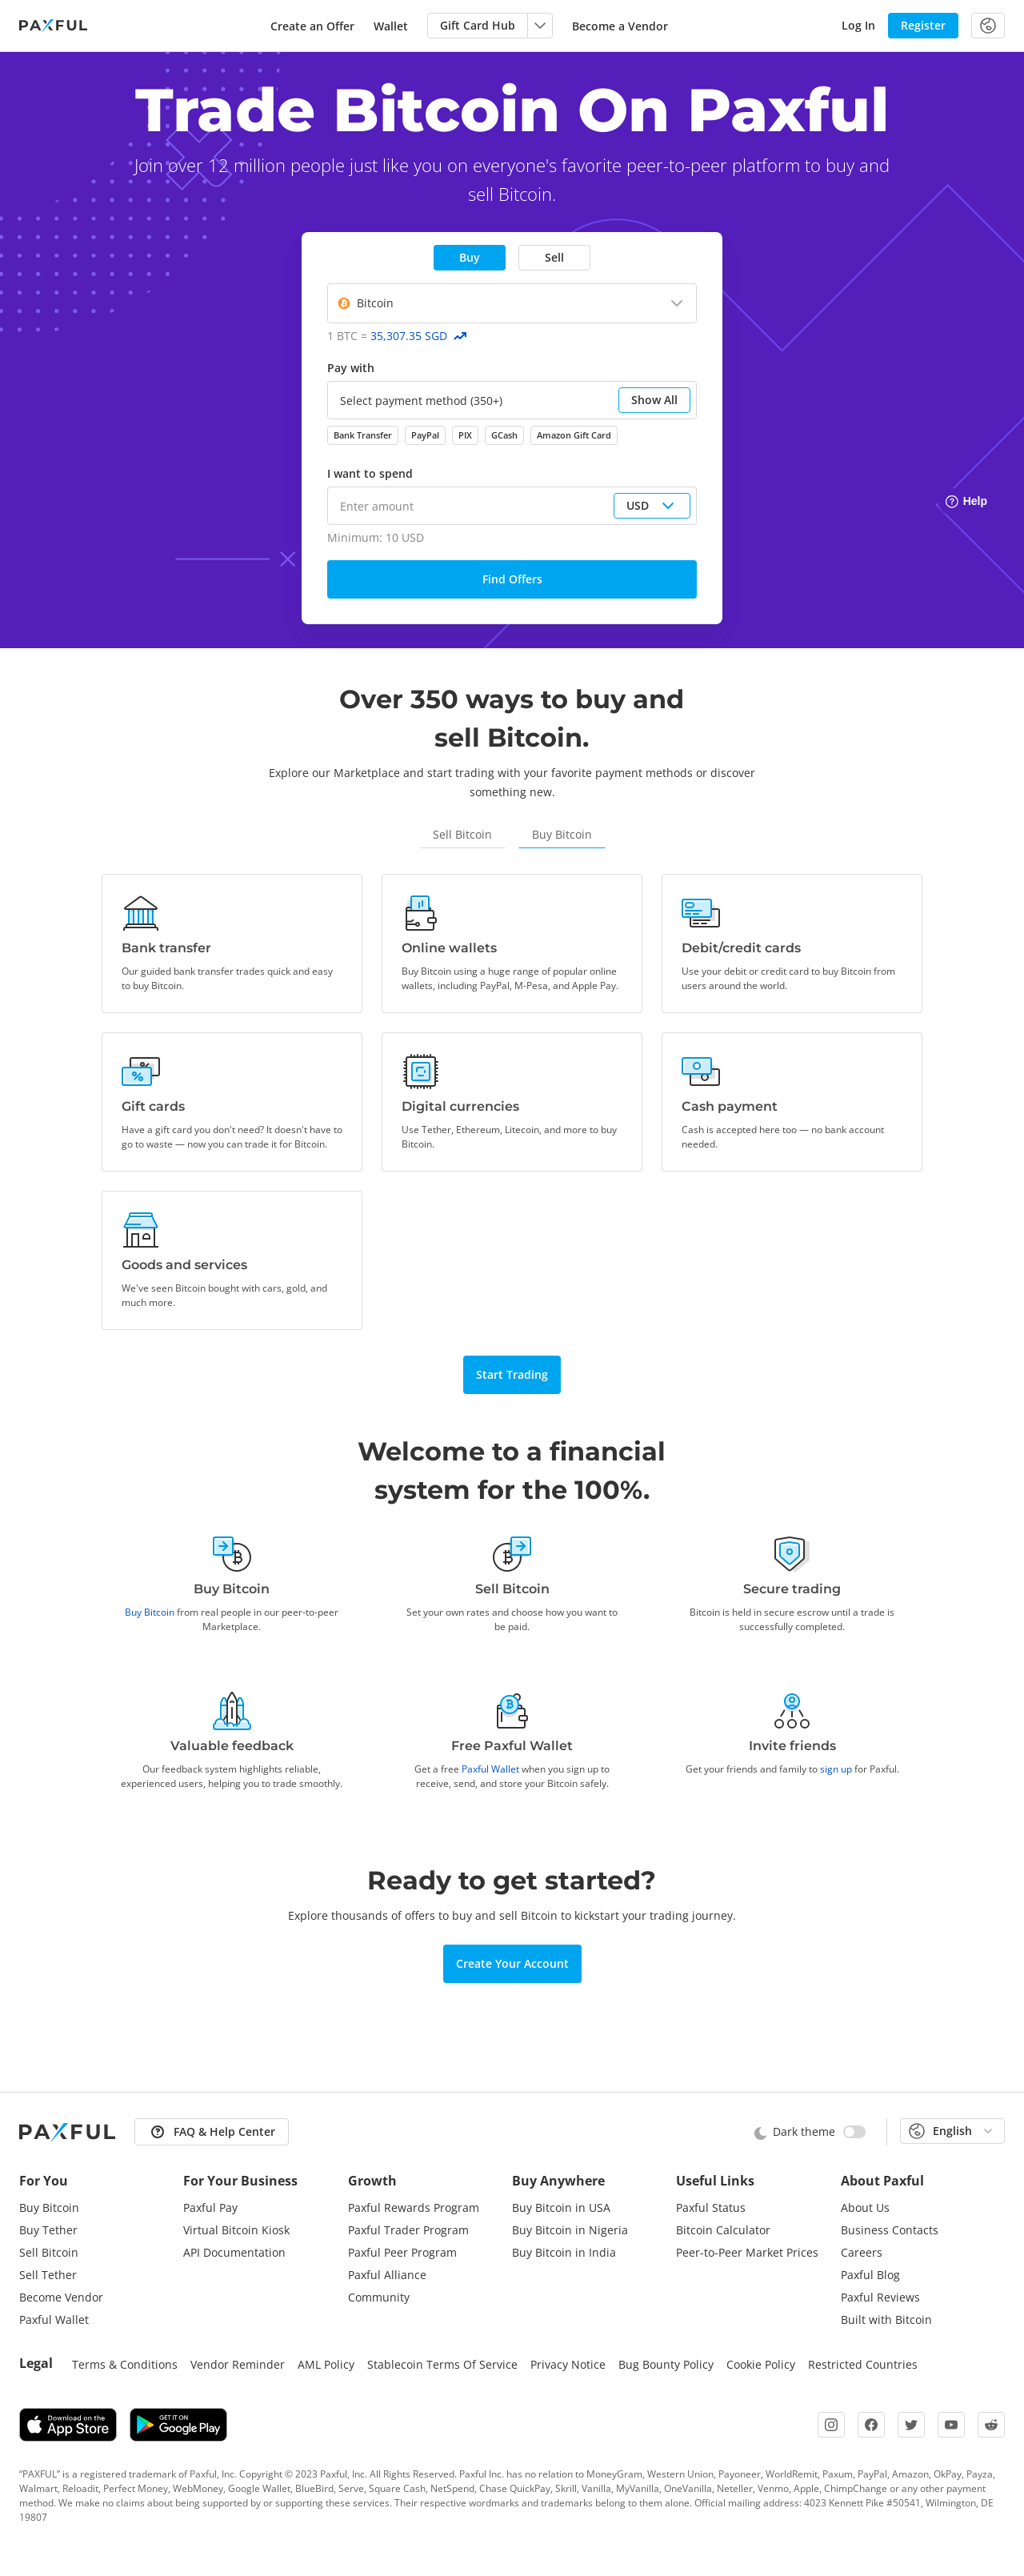 PAXFUL
Create an Offer
Wallet
Gift Card Hub
Become a Vendor
Log In
Register
Trade Bitcoin On Paxful
Join over 12 million people just like you on everyone's favorite peer-to-peer platform to buy and
sell Bitcoin.
Buy
Sell
Bitcoin
1 BTC = 35,307.35 SGD
Pay with
Select payment method (350+)
Show All
Bank Transfer
PayPal
PIX
GCash
Amazon Gift Card
I want to spend
Enter amount
USD
Minimum: 10 USD
Find Offers
Help
Over 350 ways to buy and
sell Bitcoin.
Explore our Marketplace and start trading with your favorite payment methods or discover
something new.
Sell Bitcoin
Buy Bitcoin
Bank transfer
Our guided bank transfer trades quick and easy
to buy Bitcoin.
Online wallets
Buy Bitcoin using a huge range of popular online
wallets, including PayPal, M-Pesa, and Apple Pay.
Debit/credit cards
Use your debit or credit card to buy Bitcoin from
users around the world.
Gift cards
Have a gift card you don't need? It doesn't have to
go to waste — now you can trade it for Bitcoin.
Digital currencies
Use Tether, Ethereum, Litecoin, and more to buy
Bitcoin.
Cash payment
Cash is accepted here too — no bank account
needed.
Goods and services
We've seen Bitcoin bought with cars, gold, and
much more.
Start Trading
Welcome to a financial
system for the 100%.
Buy Bitcoin
Buy Bitcoin from real people in our peer-to-peer
Marketplace.
Sell Bitcoin
Set your own rates and choose how you want to
be paid.
Secure trading
Bitcoin is held in secure escrow until a trade is
successfully completed.
Valuable feedback
Our feedback system highlights reliable,
experienced users, helping you to trade smoothly.
Free Paxful Wallet
Get a free Paxful Wallet when you sign up to
receive, send, and store your Bitcoin safely.
Invite friends
Get your friends and family to sign up for Paxful.
Ready to get started?
Explore thousands of offers to buy and sell Bitcoin to kickstart your trading journey.
Create Your Account
PAXFUL
FAQ & Help Center
Dark theme
English
For You
Buy Bitcoin
Buy Tether
Sell Bitcoin
Sell Tether
Become Vendor
Paxful Wallet
For Your Business
Paxful Pay
Virtual Bitcoin Kiosk
API Documentation
Growth
Paxful Rewards Program
Paxful Trader Program
Paxful Peer Program
Paxful Alliance
Community
Buy Anywhere
Buy Bitcoin in USA
Buy Bitcoin in Nigeria
Buy Bitcoin in India
Useful Links
Paxful Status
Bitcoin Calculator
Peer-to-Peer Market Prices
About Paxful
About Us
Business Contacts
Careers
Paxful Blog
Paxful Reviews
Built with Bitcoin
Legal
Terms & Conditions
Vendor Reminder
AML Policy
Stablecoin Terms Of Service
Privacy Notice
Bug Bounty Policy
Cookie Policy
Restricted Countries
Download on the
App Store
GET IT ON
Google Play
“PAXFUL” is a registered trademark of Paxful, Inc. Copyright © 2023 Paxful, Inc. All Rights Reserved. Paxful Inc. has no relation to MoneyGram, Western Union, Payoneer, WorldRemit, Paxum, PayPal, Amazon, OkPay, Payza,
Walmart, Reloadit, Perfect Money, WebMoney, Google Wallet, BlueBird, Serve, Square Cash, NetSpend, Chase QuickPay, Skrill, Vanilla, MyVanilla, OneVanilla, Neteller, Venmo, Apple, ChimpChange or any other payment
method. We make no claims about being supported by or supporting these services. Their respective wordmarks and trademarks belong to them alone. Official mailing address: 4023 Kennett Pike #50541, Wilmington, DE
19807